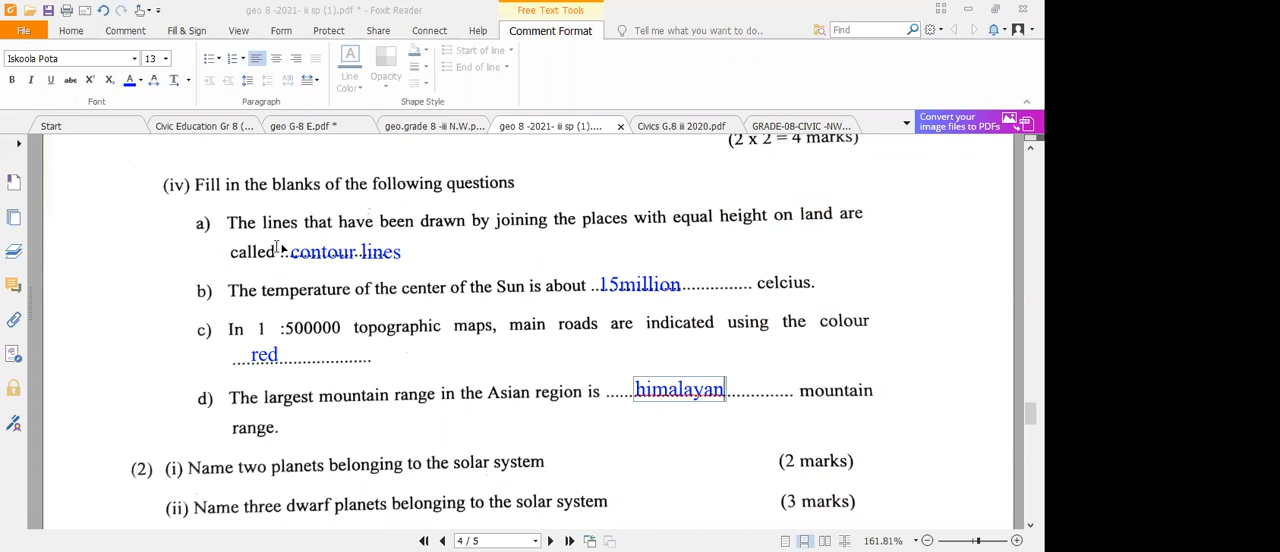 geo 8 -2021- ii sp (1).pdf * - Foxit Reader
Free Text Tools
File Home Comment Fill & Sign View Form Protect Share Connect Help Comment Format Tell me what you want to do.. Find
Iskoola Pota 13 Start of line
End of line
B I U abc X² X₂ A A T Line Color Opacity
Font Paragraph Shape Style
Start Civic Education Gr 8 (... geo G-8 E.pdf * geo.grade 8 -ii N.W.p... geo 8 -2021- ii sp (1).... Civics G.8 ii 2020.pdf GRADE-08-CIVIC -NW... Convert your image files to PDFs
(2 x 2 = 4 marks)
(iv) Fill in the blanks of the following questions
a) The lines that have been drawn by joining the places with equal height on land are
called ..contour lines
b) The temperature of the center of the Sun is about ..15million................ celcius.
c) In 1 :500000 topographic maps, main roads are indicated using the colour
....red......................
d) The largest mountain range in the Asian region is ......himalayan.............. mountain
range.
(2) (i) Name two planets belonging to the solar system (2 marks)
(ii) Name three dwarf planets belonging to the solar system (3 marks)
4 / 5 161.81%